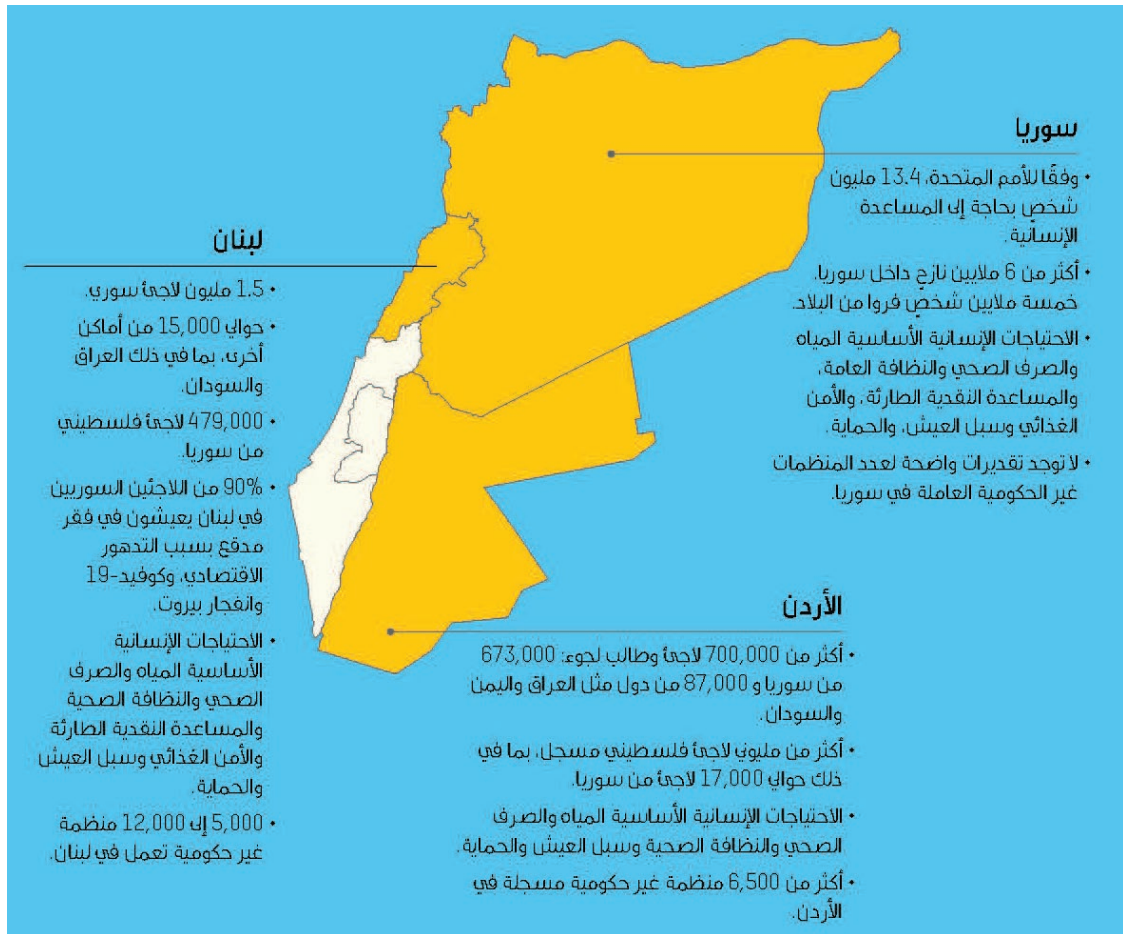 سوريا
• وفقًا للأمم المتحدة، 13.4 مليون
شخصٍ بحاجة إلى المساعدة
الإنسانية.
• أكثر من 6 ملايين نازح داخل سوريا.
خمسة ملايين شخصٍ فروا من البلاد.
• الاحتياجات الإنسانية الأساسية المياه
والصرف الصحي والنظافة العامة،
والمساعدة النقدية الطارئة، والأمن
الغذائي وسبل العيش، والحماية.
• لا توجد تقديرات واضحة لعدد المنظمات
غير الحكومية العاملة في سوريا.
لبنان
• 1.5 مليون لاجئ سوري.
• حوالي 15,000 من أماكن
أخرى، بما في ذلك العراق
والسودان.
• 479,000 لاجئ فلسطيني
من سوريا.
• 90% من اللاجئين السوريين
في لبنان يعيشون في فقر
مدقع بسبب التدهور
الاقتصادي، وكوفيد-19
وانفجار بيروت.
• الاحتياجات الإنسانية
الأساسية المياه والصرف
الصحي والنظافة الصحية
والمساعدة النقدية الطارئة
والأمن الغذائي وسبل العيش
والحماية.
• 5,000 إلى 12,000 منظمة
غير حكومية تعمل في لبنان.
الأردن
• أكثر من 700,000 لاجئ وطالب لجوء: 673,000
من سوريا و 87,000 من دول مثل العراق واليمن
والسودان.
• أكثر من مليوني لاجئ فلسطيني مسجل، بما في
ذلك حوالي 17,000 لاجئ من سوريا.
• الاحتياجات الإنسانية الأساسية المياه والصرف
الصحي والنظافة الصحية وسبل العيش والحماية.
• أكثر من 6,500 منظمة غير حكومية مسجلة في
الأردن.